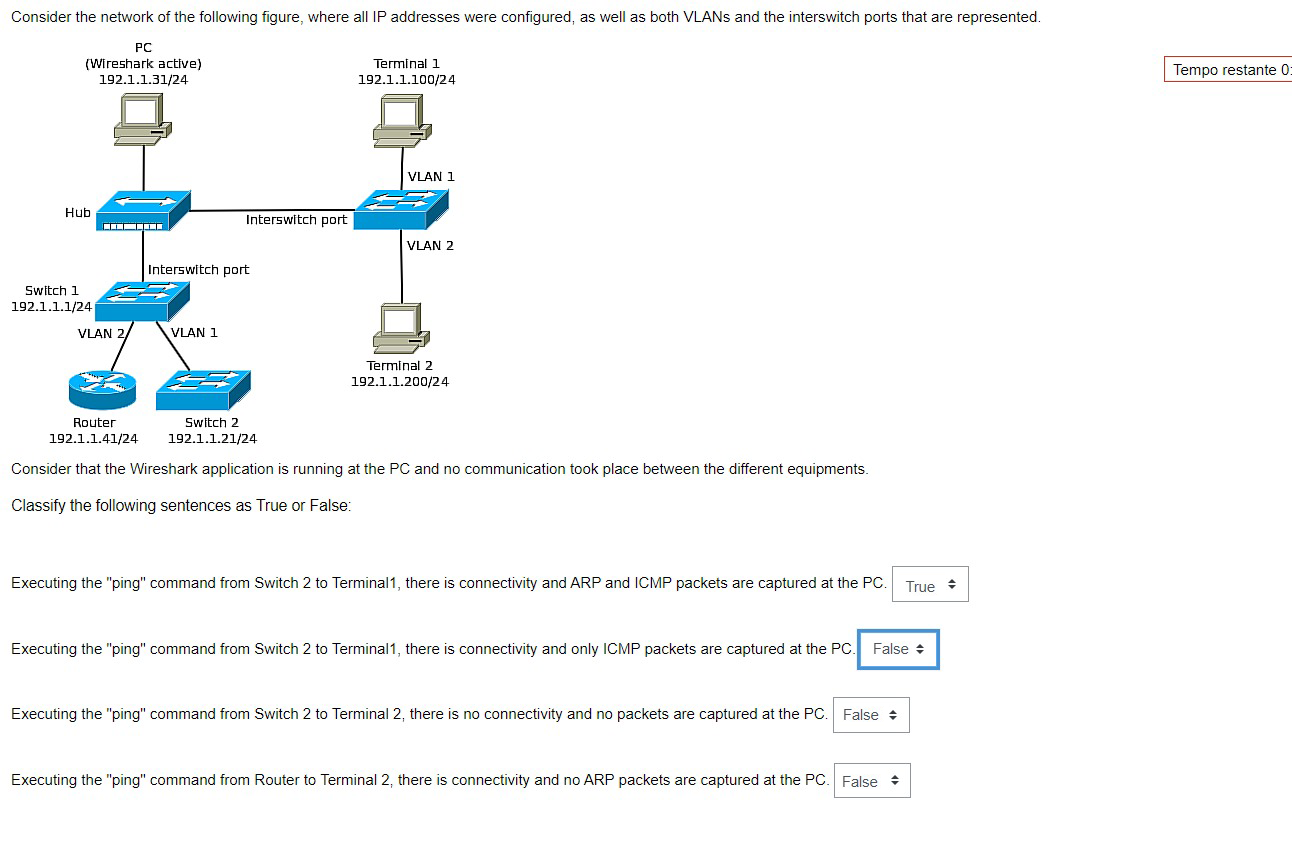 Consider the network of the following figure, where all IP addresses were configured, as well as both VLANs and the interswitch ports that are represented.
PC
(Wireshark active)
192.1.1.31/24
Terminal 1
192.1.1.100/24
Tempo restante 0:
VLAN 1
Hub
Interswitch port
VLAN 2
Interswitch port
Switch 1
192.1.1.1/24
VLAN 2
VLAN 1
Terminal 2
192.1.1.200/24
Router
192.1.1.41/24
Switch 2
192.1.1.21/24
Consider that the Wireshark application is running at the PC and no communication took place between the different equipments.
Classify the following sentences as True or False:
Executing the "ping" command from Switch 2 to Terminal1, there is connectivity and ARP and ICMP packets are captured at the PC. True
Executing the "ping" command from Switch 2 to Terminal1, there is connectivity and only ICMP packets are captured at the PC. False
Executing the "ping" command from Switch 2 to Terminal 2, there is no connectivity and no packets are captured at the PC. False
Executing the "ping" command from Router to Terminal 2, there is connectivity and no ARP packets are captured at the PC. False